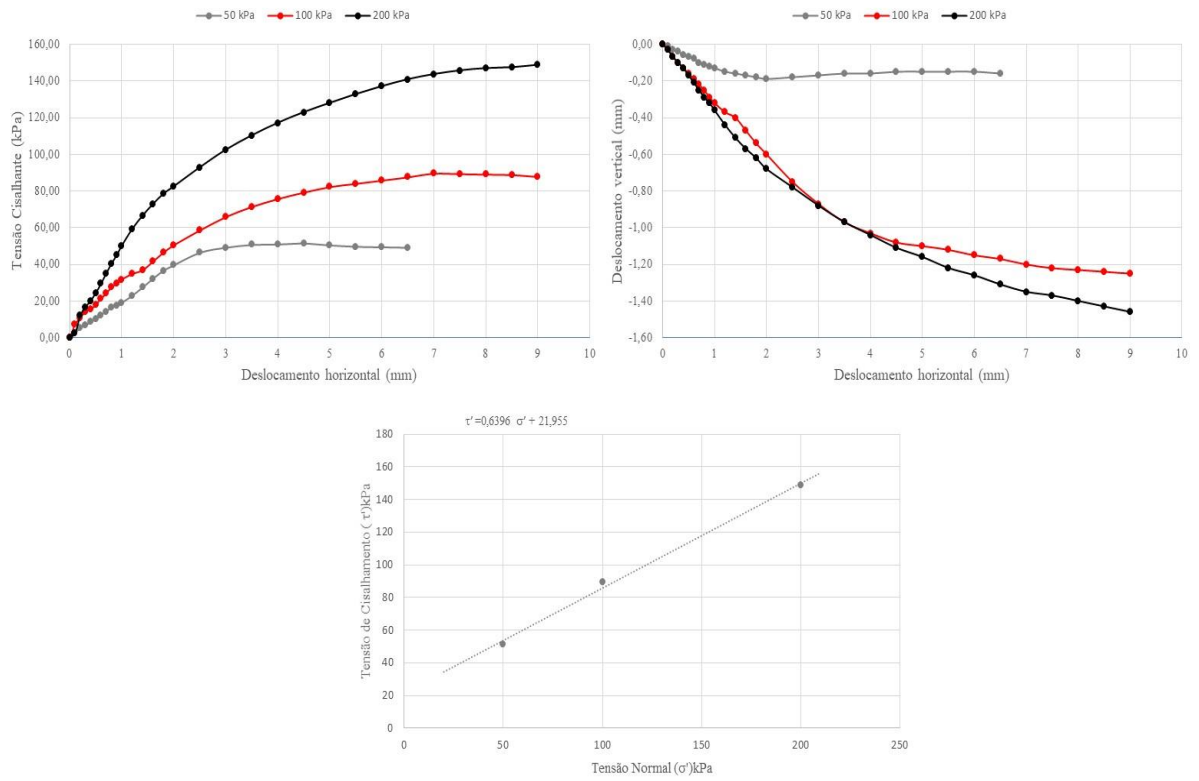 50 kPa 100 kPa 200 kPa
160,00
140,00
120,00
100,00
80,00
60,00
40,00
20,00
0,00
Tensão Cisalhante (kPa)
0 1 2 3 4 5 6 7 8 9 10
Deslocamento horizontal (mm)
50 kPa 100 kPa 200 kPa
0,00
-0,20
-0,40
-0,60
-0,80
-1,00
-1,20
-1,40
-1,60
Deslocamento vertical (mm)
0 1 2 3 4 5 6 7 8 9 10
Deslocamento horizontal (mm)
τ' =0,6396 σ' + 21,955
180
160
140
120
100
80
60
40
20
0
Tensão de Cisalhamento ( τ')kPa
0 50 100 150 200 250
Tensão Normal (σ')kPa